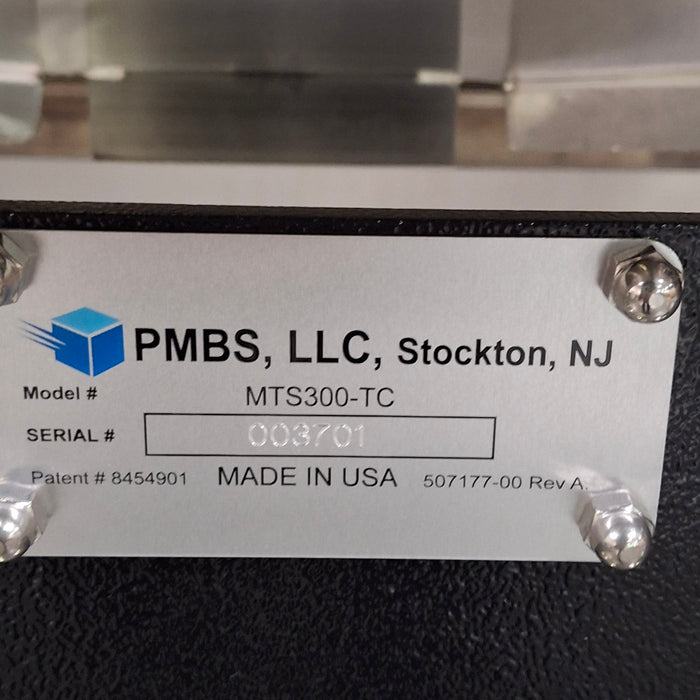 PMBS, LLC, Stockton, NJ
Model # MTS300-TC
SERIAL # 003701
Patent # 8454901 MADE IN USA 507177-00 Rev A.